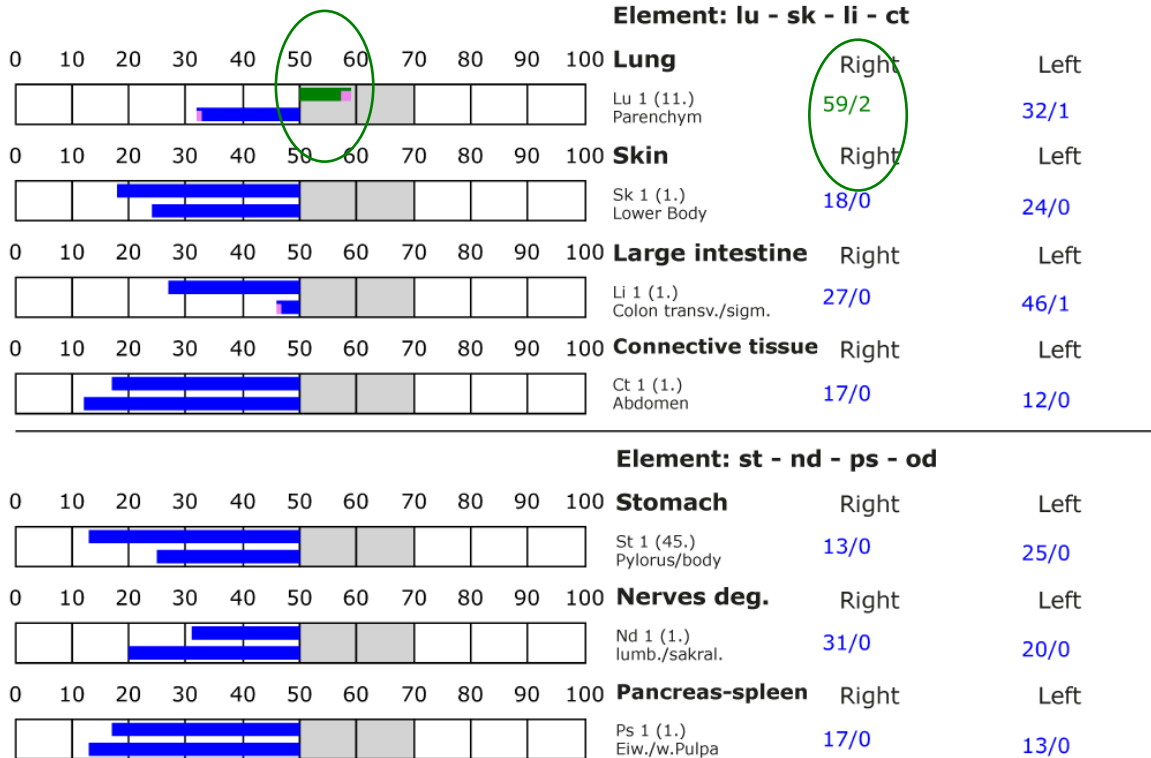 Element: lu - sk - li - ct
0 10 20 30 40 50 60 70 80 90 100 Lung Right Left
Lu 1 (11.) 59/2 32/1
Parenchym
0 10 20 30 40 50 60 70 80 90 100 Skin Right Left
Sk 1 (1.) 18/0 24/0
Lower Body
0 10 20 30 40 50 60 70 80 90 100 Large intestine Right Left
Li 1 (1.) 27/0 46/1
Colon transv./sigm.
0 10 20 30 40 50 60 70 80 90 100 Connective tissue Right Left
Ct 1 (1.) 17/0 12/0
Abdomen
Element: st - nd - ps - od
0 10 20 30 40 50 60 70 80 90 100 Stomach Right Left
St 1 (45.) 13/0 25/0
Pylorus/body
0 10 20 30 40 50 60 70 80 90 100 Nerves deg. Right Left
Nd 1 (1.) 31/0 20/0
lumb./sakral.
0 10 20 30 40 50 60 70 80 90 100 Pancreas-spleen Right Left
Ps 1 (1.) 17/0 13/0
Eiw./w.Pulpa